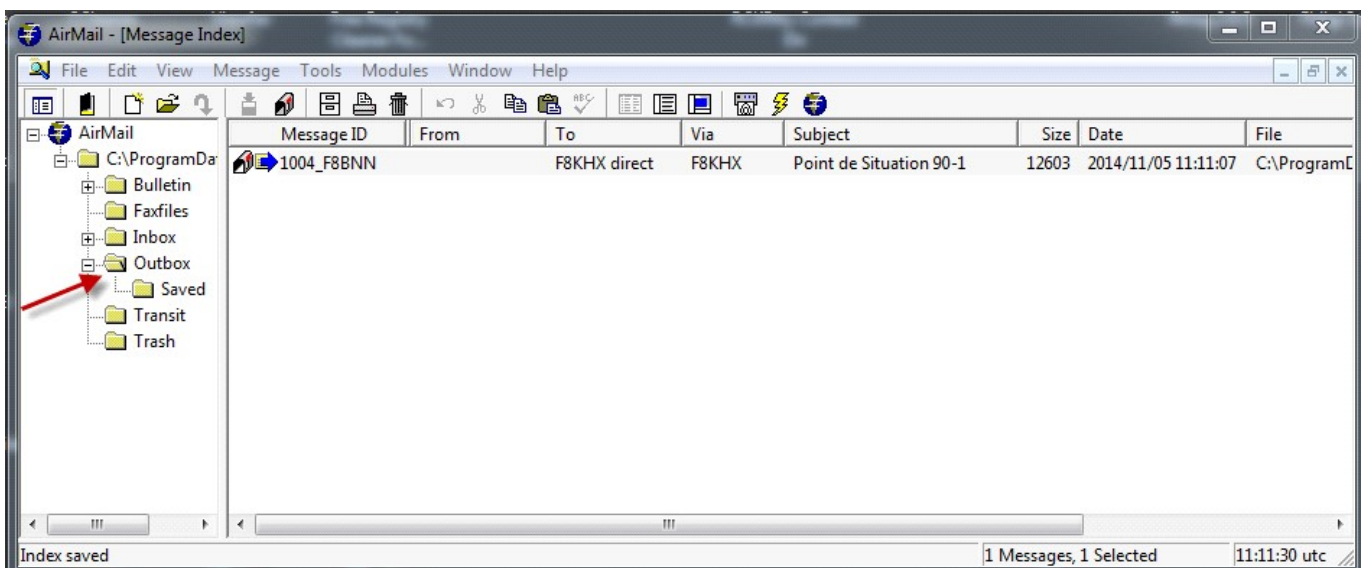 AirMail - [Message Index]
File Edit View Message Tools Modules Window Help
Message ID From To Via Subject Size Date File
AirMail
C:\ProgramDa
1004_F8BNN F8KHX direct F8KHX Point de Situation 90-1 12603 2014/11/05 11:11:07 C:\ProgramD
Bulletin
Faxfiles
Inbox
Outbox
Saved
Transit
Trash
Index saved 1 Messages, 1 Selected 11:11:30 utc